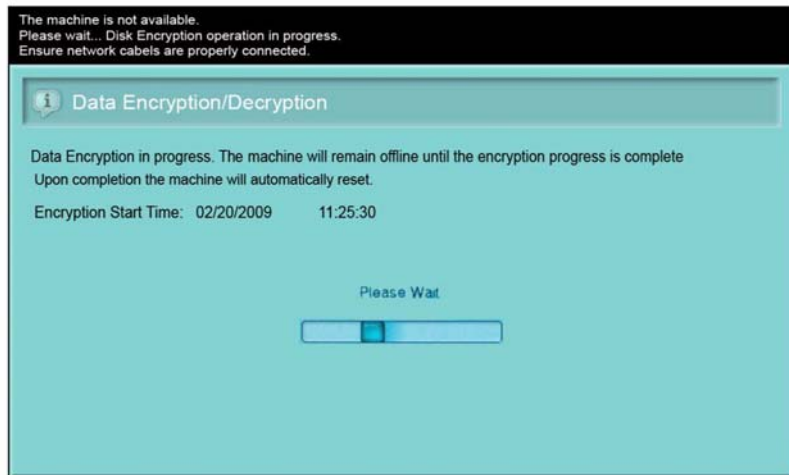 The machine is not available.
Please wait... Disk Encryption operation in progress.
Ensure network cabels are properly connected.
i Data Encryption/Decryption
Data Encryption in progress. The machine will remain offline until the encryption progress is complete
Upon completion the machine will automatically reset.
Encryption Start Time: 02/20/2009 11:25:30
Please Wait